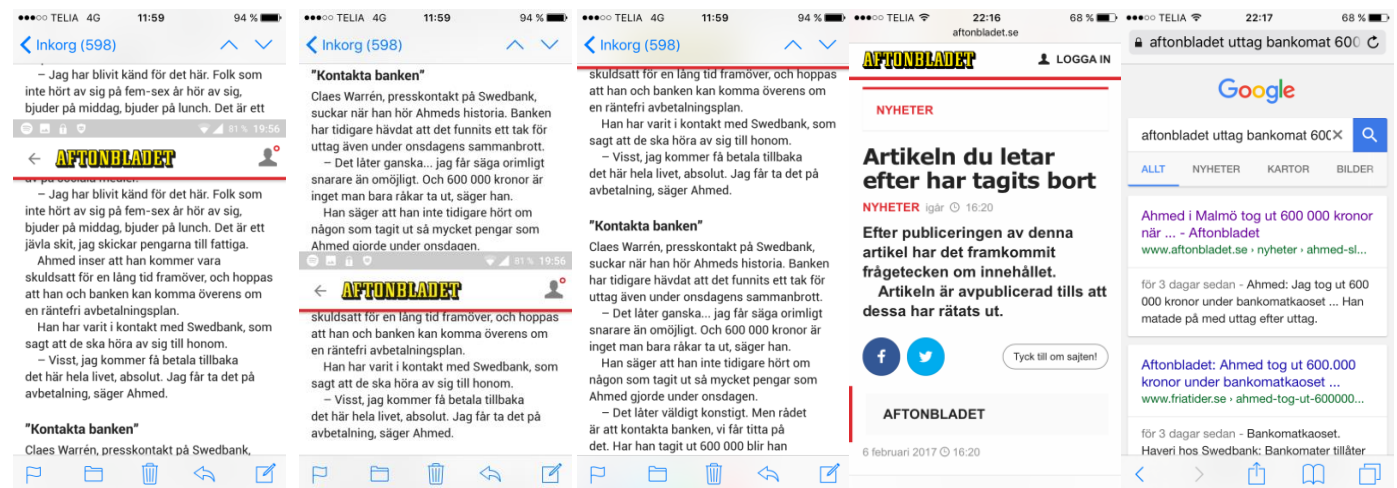 ●●●○○ TELIA 4G 11:59 94 %
Inkorg (598)
– Jag har blivit känd för det här. Folk som
inte hört av sig på fem-sex år hör av sig,
bjuder på middag, bjuder på lunch. Det är ett
81 % 19:56
AFTONBLADET
av på sociala medier.
– Jag har blivit känd för det här. Folk som
inte hört av sig på fem-sex år hör av sig,
bjuder på middag, bjuder på lunch. Det är ett
jävla skit, jag skickar pengarna till fattiga.
Ahmed inser att han kommer vara
skuldsatt för en lång tid framöver, och hoppas
att han och banken kan komma överens om
en räntefri avbetalningsplan.
Han har varit i kontakt med Swedbank, som
sagt att de ska höra av sig till honom.
– Visst, jag kommer få betala tillbaka
det här hela livet, absolut. Jag får ta det på
avbetalning, säger Ahmed.
"Kontakta banken"
Claes Warrén, presskontakt på Swedbank,
●●●○○ TELIA 4G 11:59 94 %
Inkorg (598)
"Kontakta banken"
Claes Warrén, presskontakt på Swedbank,
suckar när han hör Ahmeds historia. Banken
har tidigare hävdat att det funnits ett tak för
uttag även under onsdagens sammanbrott.
– Det låter ganska... jag får säga orimligt
snarare än omöjligt. Och 600 000 kronor är
inget man bara råkar ta ut, säger han.
Han säger att han inte tidigare hört om
någon som tagit ut så mycket pengar som
Ahmed gjorde under onsdagen.
81 % 19:56
AFTONBLADET
skuldsatt för en lång tid framöver, och hoppas
att han och banken kan komma överens om
en räntefri avbetalningsplan.
Han har varit i kontakt med Swedbank, som
sagt att de ska höra av sig till honom.
– Visst, jag kommer få betala tillbaka
det här hela livet, absolut. Jag får ta det på
avbetalning, säger Ahmed.
●●●○○ TELIA 4G 11:59 94 %
Inkorg (598)
skuldsatt för en lång tid framöver, och hoppas
att han och banken kan komma överens om
en räntefri avbetalningsplan.
Han har varit i kontakt med Swedbank, som
sagt att de ska höra av sig till honom.
– Visst, jag kommer få betala tillbaka
det här hela livet, absolut. Jag får ta det på
avbetalning, säger Ahmed.
"Kontakta banken"
Claes Warrén, presskontakt på Swedbank,
suckar när han hör Ahmeds historia. Banken
har tidigare hävdat att det funnits ett tak för
uttag även under onsdagens sammanbrott.
– Det låter ganska... jag får säga orimligt
snarare än omöjligt. Och 600 000 kronor är
inget man bara råkar ta ut, säger han.
Han säger att han inte tidigare hört om
någon som tagit ut så mycket pengar som
Ahmed gjorde under onsdagen.
– Det låter väldigt konstigt. Men rådet
är att kontakta banken, vi får titta på
det. Har han tagit ut 600 000 blir han
●●○○○ TELIA 22:16 68 %
aftonbladet.se
AFTONBLADET LOGGA IN
NYHETER
Artikeln du letar
efter har tagits bort
NYHETER igår 16:20
Efter publiceringen av denna
artikel har det framkommit
frågetecken om innehållet.
Artikeln är avpublicerad tills att
dessa har rätats ut.
Tyck till om sajten!
AFTONBLADET
6 februari 2017 16:20
●●○○○ TELIA 22:17 68 %
aftonbladet uttag bankomat 600
Google
aftonbladet uttag bankomat 600
ALLT NYHETER KARTOR BILDER
Ahmed i Malmö tog ut 600 000 kronor
när ... - Aftonbladet
www.aftonbladet.se › nyheter › ahmed-sl...
för 3 dagar sedan - Ahmed: Jag tog ut 600
000 kronor under bankomatkaoset ... Han
matade på med uttag efter uttag.
Aftonbladet: Ahmed tog ut 600.000
kronor under bankomatkaoset ...
www.friatider.se › ahmed-tog-ut-600000...
för 3 dagar sedan - Bankomatkaoset.
Haveri hos Swedbank: Bankomater tillåter